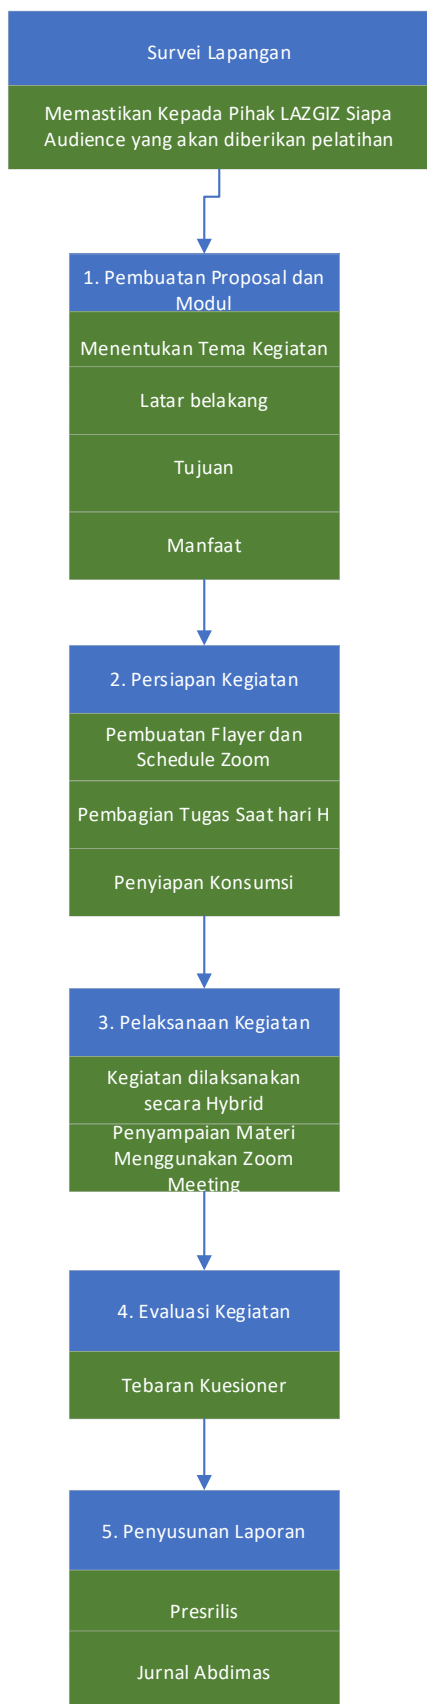 Survei Lapangan
Memastikan Kepada Pihak LAZGIZ Siapa
Audience yang akan diberikan pelatihan
1. Pembuatan Proposal dan
Modul
Menentukan Tema Kegiatan
Latar belakang
Tujuan
Manfaat
2. Persiapan Kegiatan
Pembuatan Flayer dan
Schedule Zoom
Pembagian Tugas Saat hari H
Penyiapan Konsumsi
3. Pelaksanaan Kegiatan
Kegiatan dilaksanakan
secara Hybrid
Penyampaian Materi
Menggunakan Zoom
Meeting
4. Evaluasi Kegiatan
Tebaran Kuesioner
5. Penyusunan Laporan
Presrilis
Jurnal Abdimas